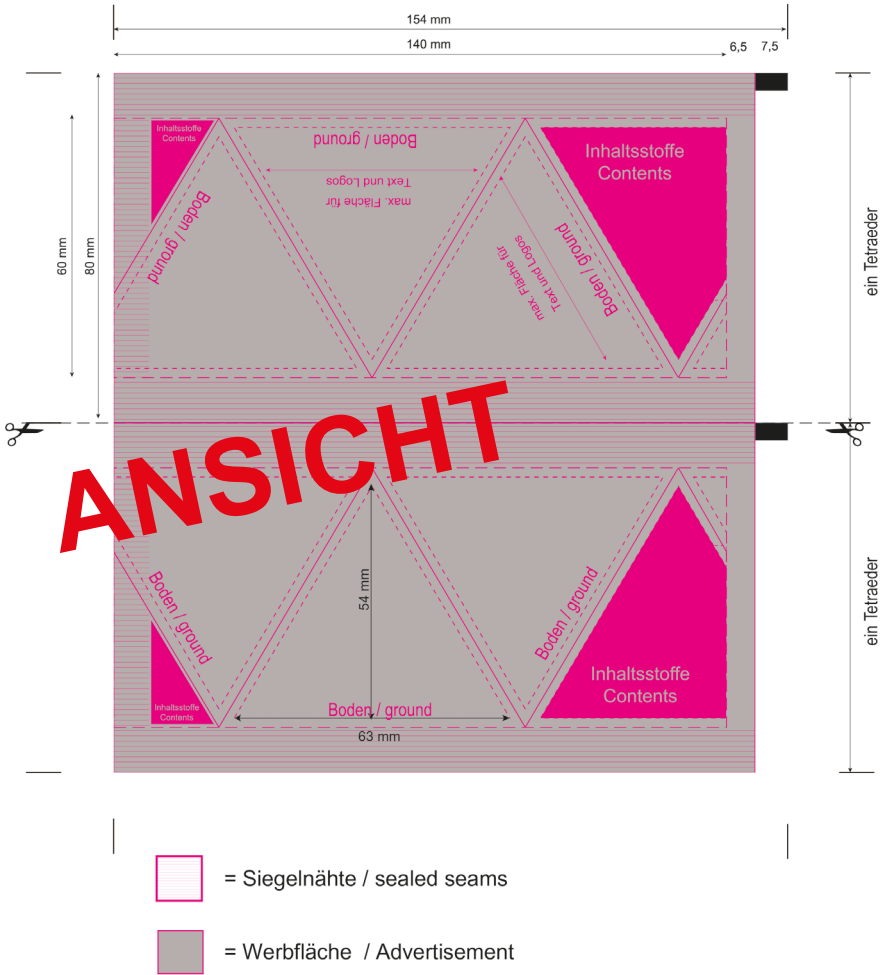 154 mm
140 mm
6,5
7,5
60 mm
80 mm
Inhaltsstoffe
Contents
Boden / ground
Boden / ground
max. Fläche für
Text und Logos
Boden / ground
max. Fläche für
Text und Logos
Inhaltsstoffe
Contents
ein Tetraeder
ANSICHT
Boden / ground
Inhaltsstoffe
Contents
54 mm
Boden / ground
63 mm
Boden / ground
Inhaltsstoffe
Contents
ein Tetraeder
= Siegelnähte / sealed seams
= Werbfläche / Advertisement